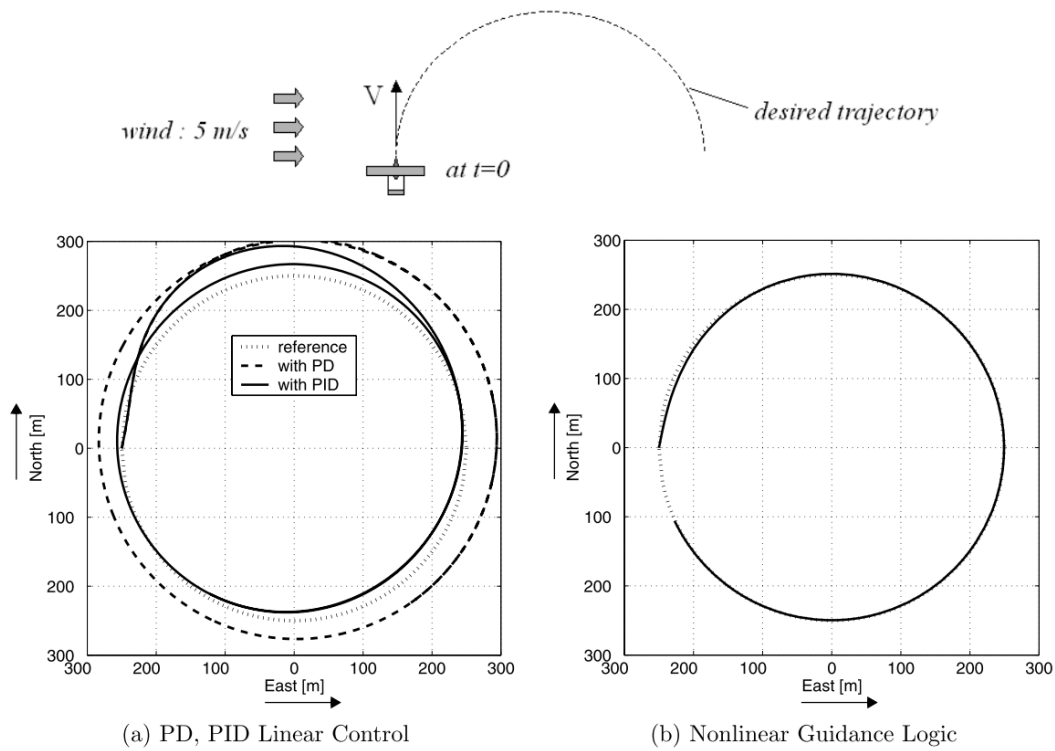 V
desired trajectory
wind : 5 m/s
at t=0
300
200
100
0
100
200
300
300
200
100
0
100
200
300
North [m]
East [m]
reference
with PD
with PID
(a) PD, PID Linear Control
300
200
100
0
100
200
300
300
200
100
0
100
200
300
North [m]
East [m]
(b) Nonlinear Guidance Logic